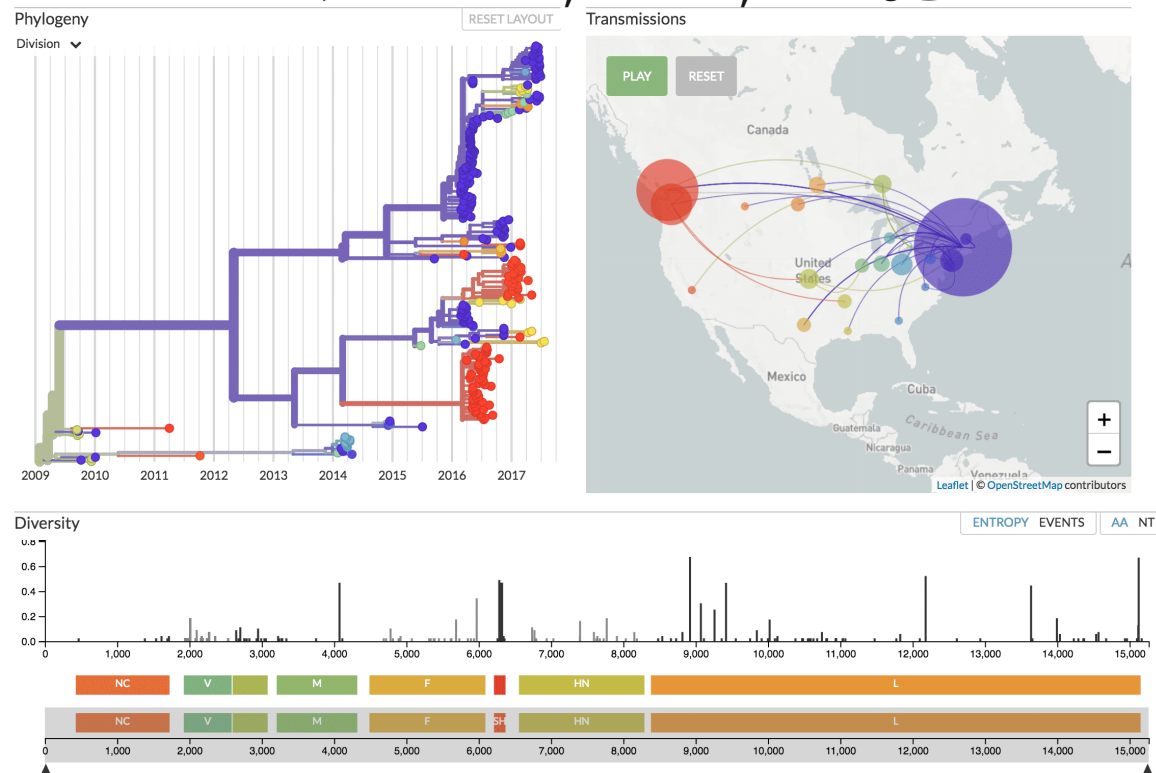 Phylogeny
RESET LAYOUT
Transmissions
Division
PLAY
RESET
Canada
United
States
Mexico
Cuba
Guatemala
Caribbean Sea
Nicaragua
Panama
Venezuela
A
+
−
Leaflet | © OpenStreetMap contributors
2009 2010 2011 2012 2013 2014 2015 2016 2017
Diversity
ENTROPY EVENTS
AA NT
0.8
0.6
0.4
0.2
0.0
0 1,000 2,000 3,000 4,000 5,000 6,000 7,000 8,000 9,000 10,000 11,000 12,000 13,000 14,000 15,000
NC V M F HN L
NC V M F SH HN L
0 1,000 2,000 3,000 4,000 5,000 6,000 7,000 8,000 9,000 10,000 11,000 12,000 13,000 14,000 15,000